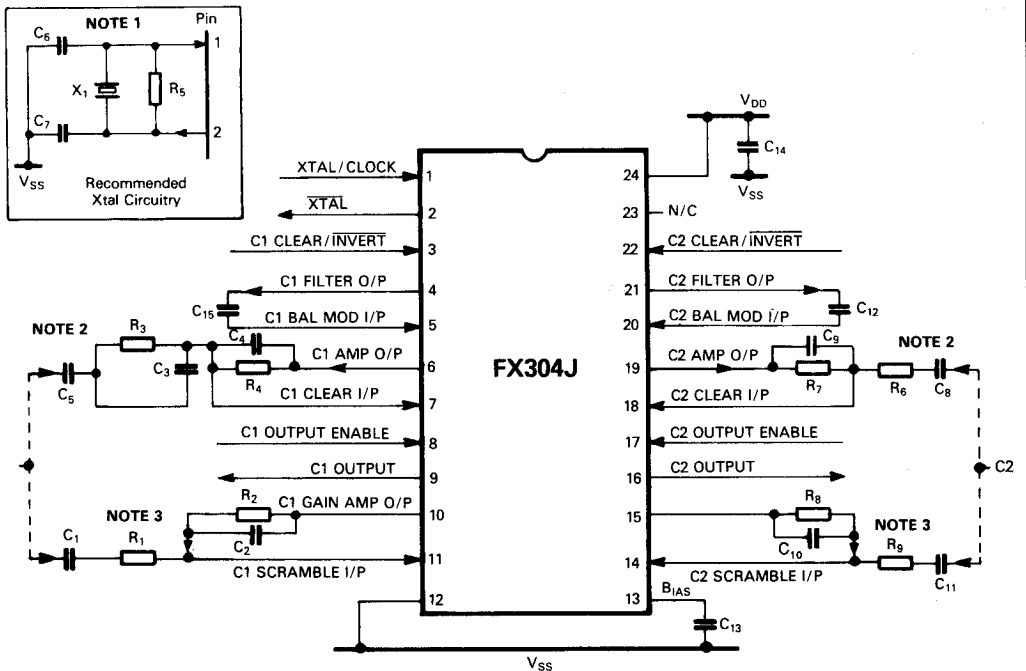 NOTE 1
Pin
C6
1
X1
R5
C7
2
VSS
Recommended
Xtal Circuitry
VDD
C14
VSS
XTAL/CLOCK
1
24
XTAL
2
23
N/C
C1 CLEAR/INVERT
3
22
C2 CLEAR/INVERT
C1 FILTER O/P
4
21
C2 FILTER O/P
C15
C12
C1 BAL MOD I/P
5
20
C2 BAL MOD I/P
NOTE 2
R3
C4
C3
R4
C5
C1 AMP O/P
6
FX304J
19
C2 AMP O/P
C9
R7
NOTE 2
R6
C8
C1 CLEAR I/P
7
18
C2 CLEAR I/P
C1 OUTPUT ENABLE
8
17
C2 OUTPUT ENABLE
C2
C1 OUTPUT
9
16
C2 OUTPUT
R2
C1 GAIN AMP O/P
10
15
R8
C2
C10
NOTE 3
C1
R1
11
14
NOTE 3
R9
C11
C1 SCRAMBLE I/P
C2 SCRAMBLE I/P
12
13
BIAS
C13
VSS